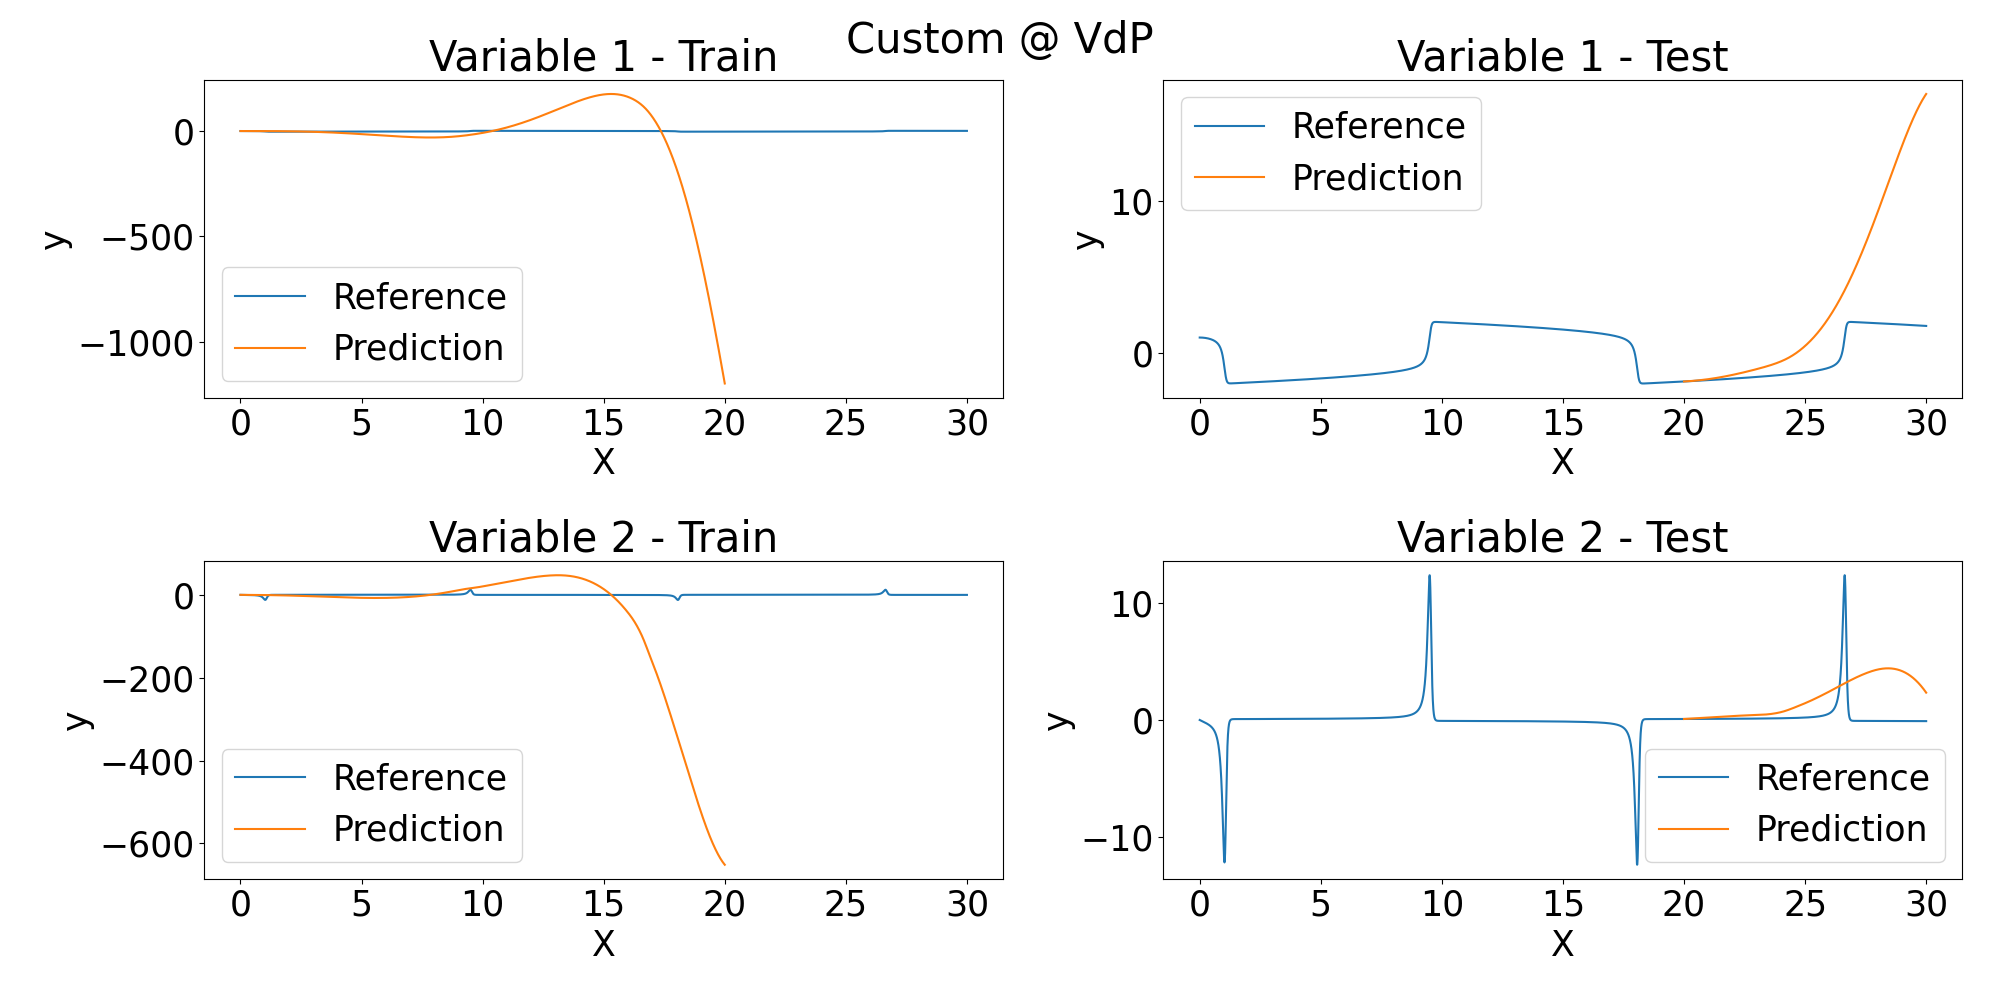 Custom @ VdP
Variable 1 - Train
0
−500
−1000
y
Reference
Prediction
0 5 10 15 20 25 30
X
Variable 1 - Test
10
0
y
Reference
Prediction
0 5 10 15 20 25 30
X
Variable 2 - Train
0
−200
−400
−600
y
Reference
Prediction
0 5 10 15 20 25 30
X
Variable 2 - Test
10
0
−10
y
Reference
Prediction
0 5 10 15 20 25 30
X